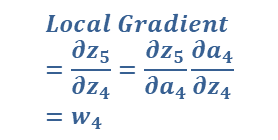 Local Gradient
= ∂z₅/∂z₄ = ∂z₅/∂a₄ ∂a₄/∂z₄
= w₄